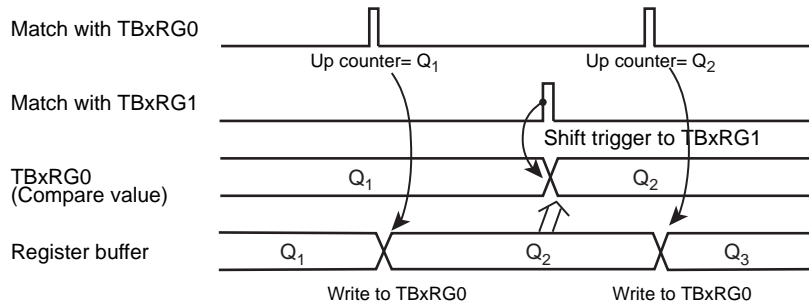 Match with TBxRG0
Up counter= Q1 Up counter= Q2
Match with TBxRG1
Shift trigger to TBxRG1
TBxRG0
(Compare value)
Q1 Q2
Register buffer Q1 Q2 Q3
Write to TBxRG0 Write to TBxRG0